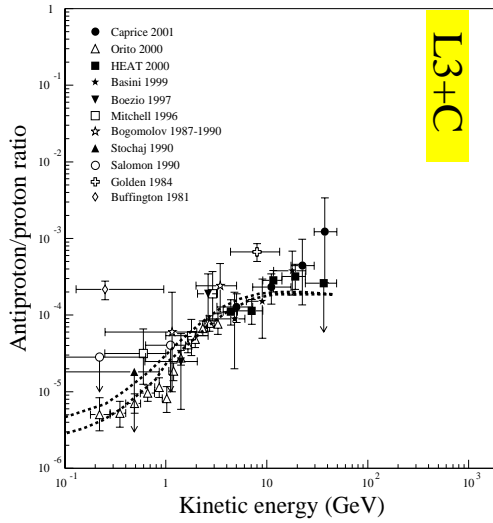 1
10⁻¹
10⁻²
10⁻³
10⁻⁴
10⁻⁵
10⁻⁶
Antiproton/proton ratio
Caprice 2001
Orito 2000
HEAT 2000
Basini 1999
Boezio 1997
Mitchell 1996
Bogomolov 1987-1990
Stochaj 1990
Salomon 1990
Golden 1984
Buffington 1981
L3+C
10⁻¹ 1 10 10² 10³
Kinetic energy (GeV)